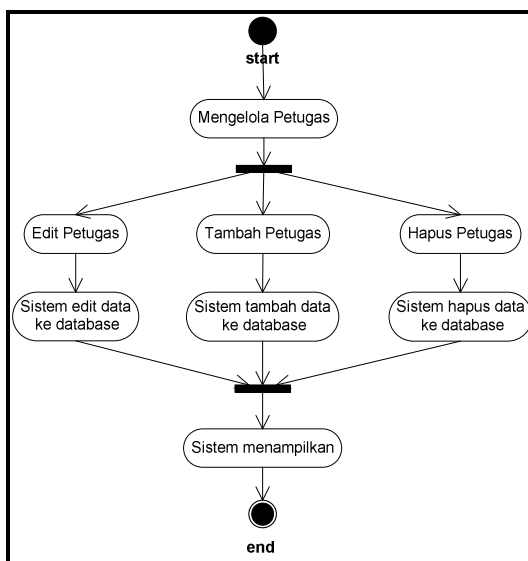 start
Mengelola Petugas
Edit Petugas
Tambah Petugas
Hapus Petugas
Sistem edit data
ke database
Sistem tambah data
ke database
Sistem hapus data
ke database
Sistem menampilkan
end